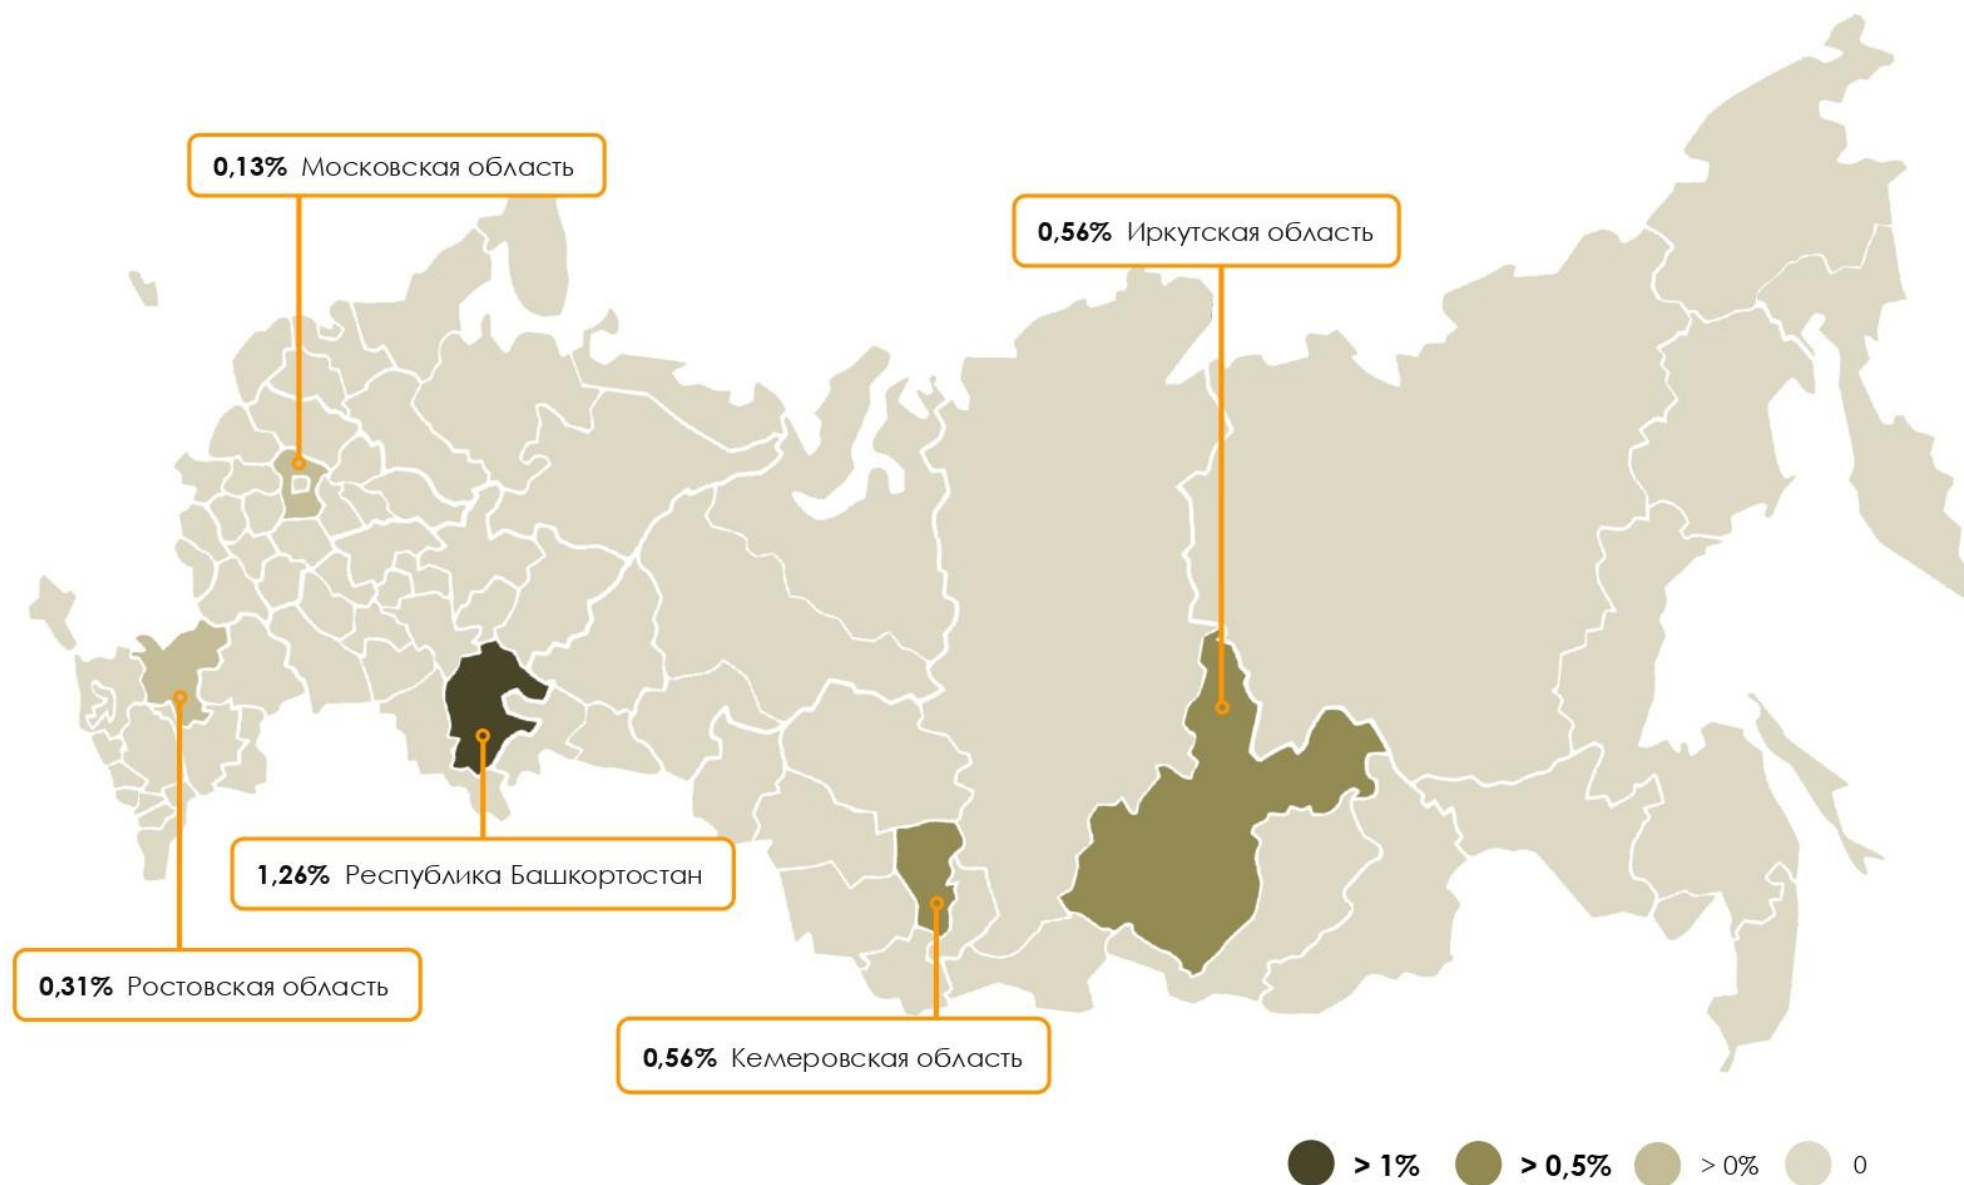 0,13% Московская область
0,56% Иркутская область
1,26% Республика Башкортостан
0,31% Ростовская область
0,56% Кемеровская область
> 1% > 0,5% > 0% 0